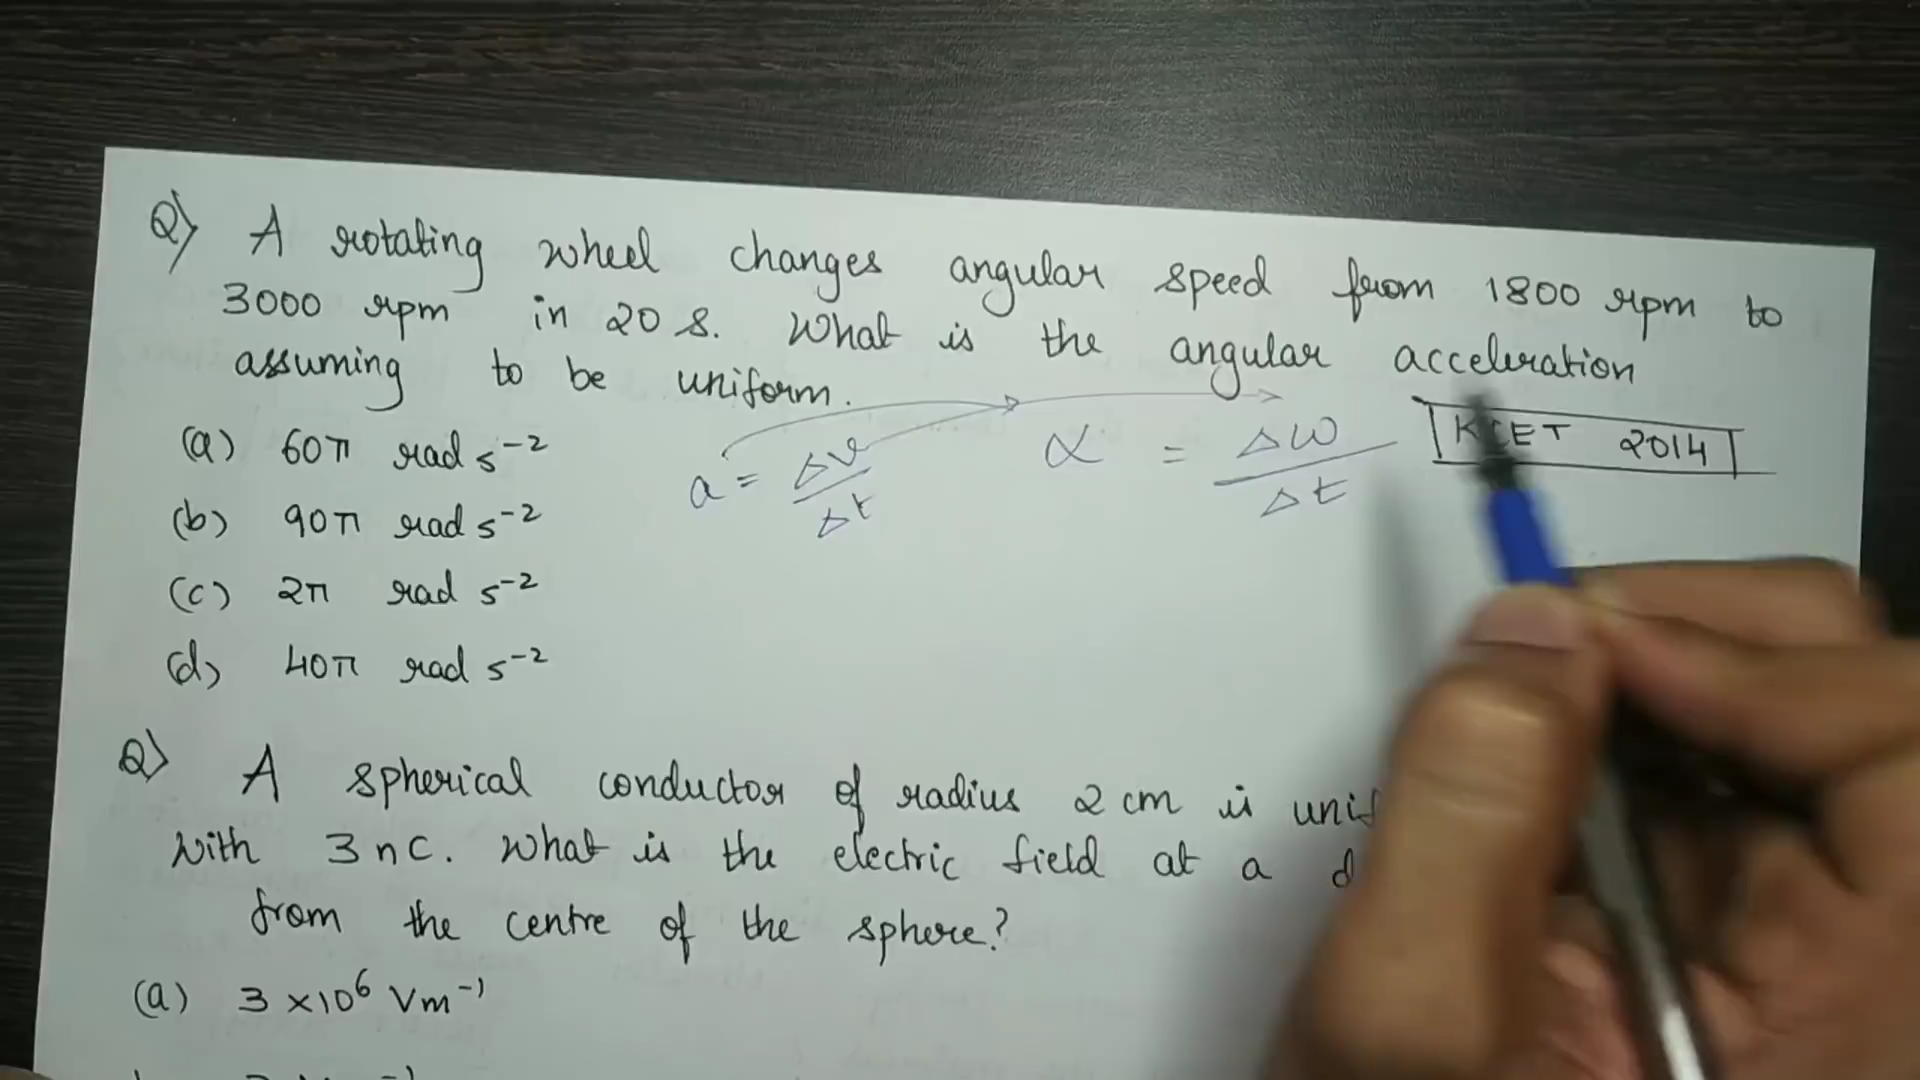 Q) A rotating wheel changes angular speed from 1800 rpm to
3000 rpm in 20 s. What is the angular acceleration
assuming to be uniform.
(a) 60π rad s⁻²
a = Δv/Δt
α = Δω/Δt
KCET 2014
(b) 90π rad s⁻²
(c) 2π rad s⁻²
(d) 40π rad s⁻²
Q) A spherical conductor of radius 2 cm is
with 3 nC. What is the electric field at a
from the centre of the sphere?
(a) 3 ×10⁶ Vm⁻¹